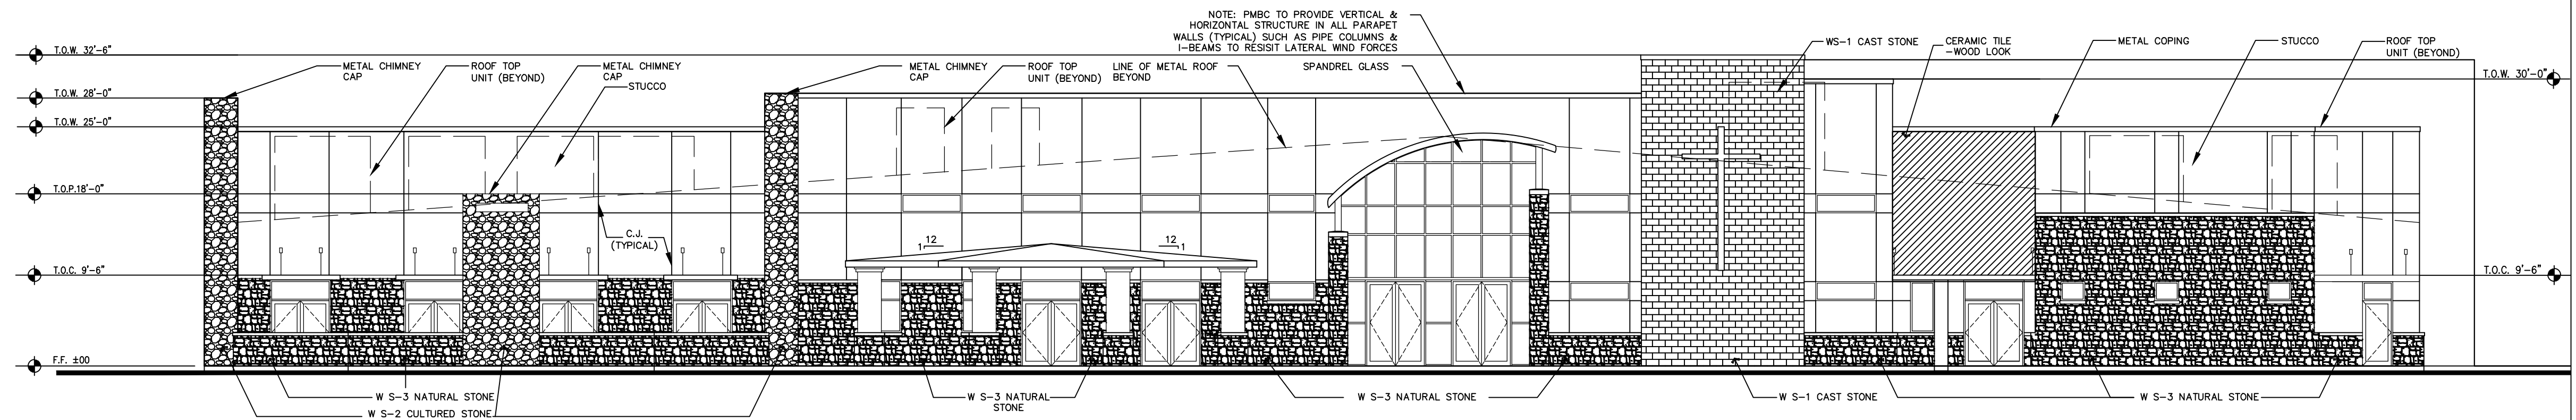 NOTE: PMBC TO PROVIDE VERTICAL &
HORIZONTAL STRUCTURE IN ALL PARAPET
WALLS (TYPICAL) SUCH AS PIPE COLUMNS &
I-BEAMS TO RESISIT LATERAL WIND FORCES
T.O.W. 32'-6"
METAL CHIMNEY
CAP
ROOF TOP
UNIT (BEYOND)
METAL CHIMNEY
CAP
STUCCO
METAL CHIMNEY
CAP
ROOF TOP
UNIT (BEYOND)
LINE OF METAL ROOF
BEYOND
SPANDREL GLASS
WS-1 CAST STONE
CERAMIC TILE
-WOOD LOOK
METAL COPING
STUCCO
ROOF TOP
UNIT (BEYOND)
T.O.W. 30'-0"
T.O.W. 28'-0"
T.O.W. 25'-0"
T.O.P.18'-0"
C.J.
(TYPICAL)
12
1
12
1
T.O.C. 9'-6"
T.O.C. 9'-6"
F.F. ±00
W S-3 NATURAL STONE
W S-2 CULTURED STONE
W S-3 NATURAL
STONE
W S-3 NATURAL STONE
W S-1 CAST STONE
W S-3 NATURAL STONE